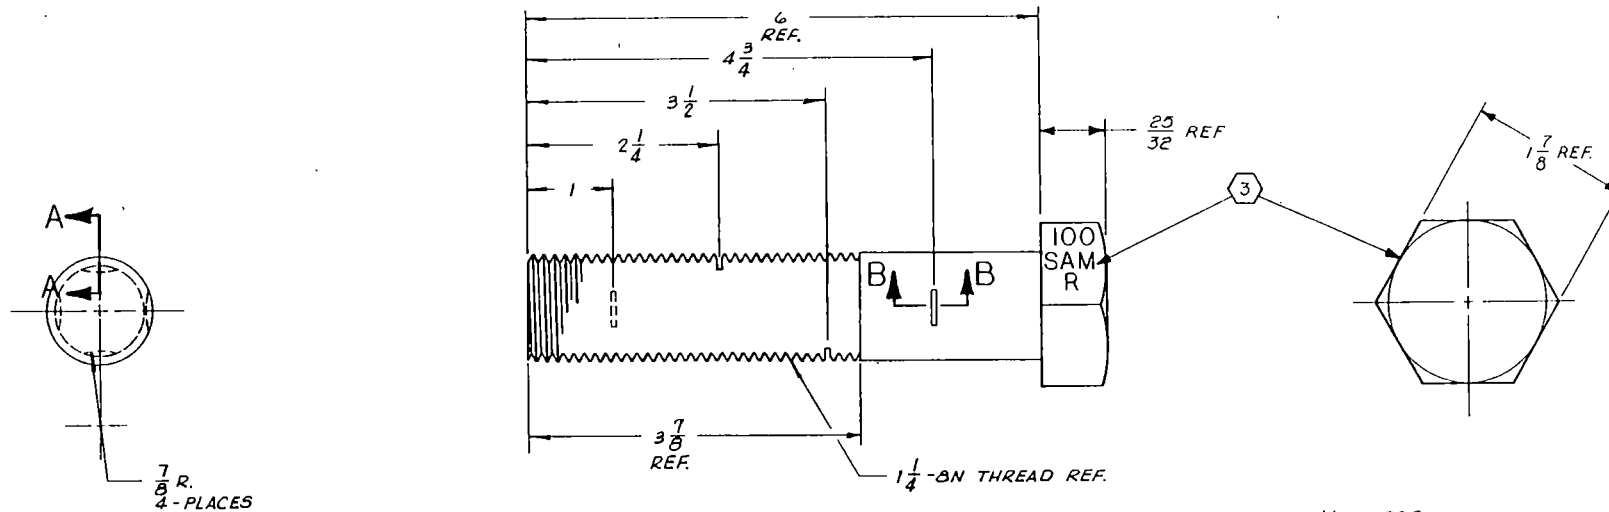 6
REF.
4 3/4
3 1/2
2 1/4
25/32 REF
1
1 7/8 REF.
3
A
A
100
SAM
R
B B
3 7/8
REF.
1 1/4-8N THREAD REF.
7/8 R.
4-PLACES